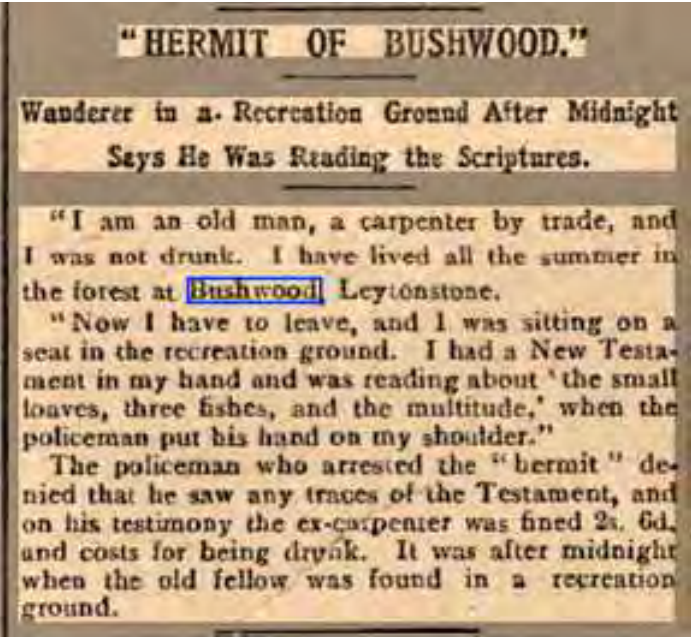 "HERMIT OF BUSHWOOD."
Wanderer in a Recreation Ground After Midnight
Says He Was Reading the Scriptures.
"I am an old man, a carpenter by trade, and
I was not drunk. I have lived all the summer in
the forest at Bushwood, Leytonstone.
"Now I have to leave, and I was sitting on a
seat in the recreation ground. I had a New Testa-
ment in my hand and was reading about 'the small
loaves, three fishes, and the multitude,' when the
policeman put his hand on my shoulder."
The policeman who arrested the "hermit" de-
nied that he saw any traces of the Testament, and
on his testimony the ex-carpenter was fined 2s. 6d.
and costs for being drunk. It was after midnight
when the old fellow was found in a recreation
ground.